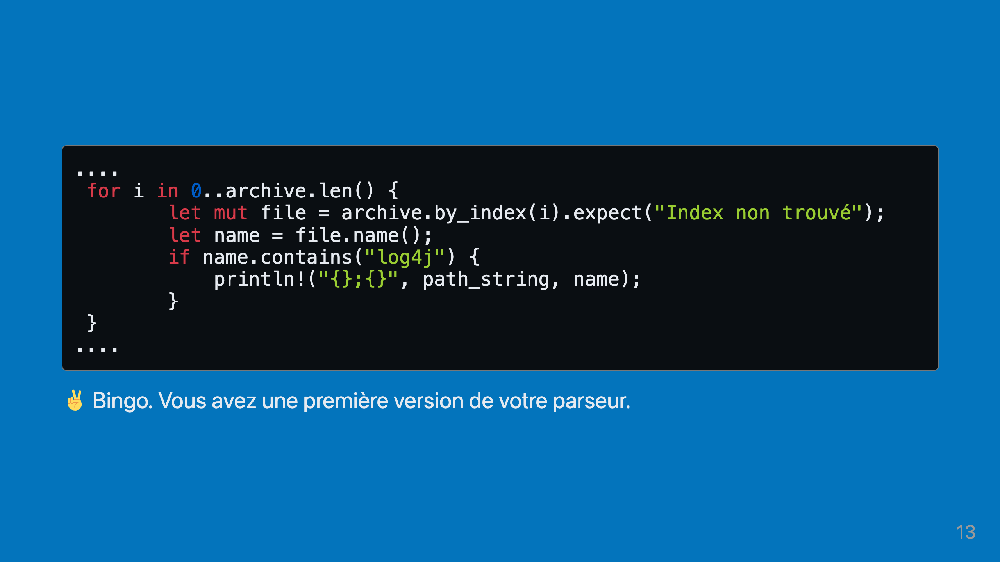 ....
 for i in 0..archive.len() {
        let mut file = archive.by_index(i).expect("Index non trouvé");
        let name = file.name();
        if name.contains("log4j") {
            println!("{};{}", path_string, name);
        }
 }
....
✌️ Bingo. Vous avez une première version de votre parseur.
13